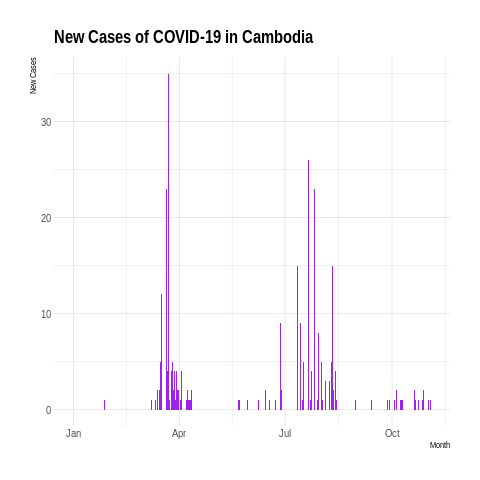 New Cases of COVID-19 in Cambodia
New Cases
30
20
10
0
Jan Apr Jul Oct
Month